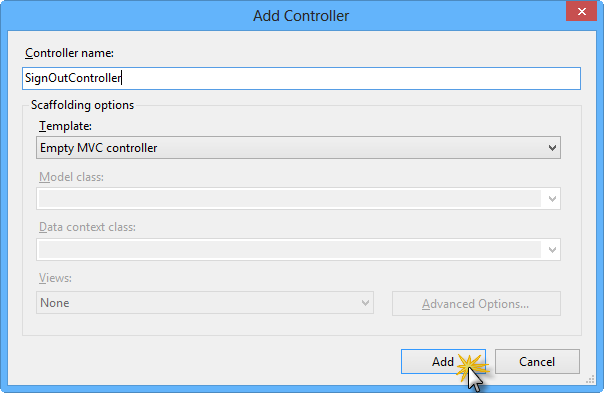 Add Controller
Controller name:
SignOutController
Scaffolding options
Template:
Empty MVC controller
Model class:
Data context class:
Views:
None
Advanced Options...
Add
Cancel